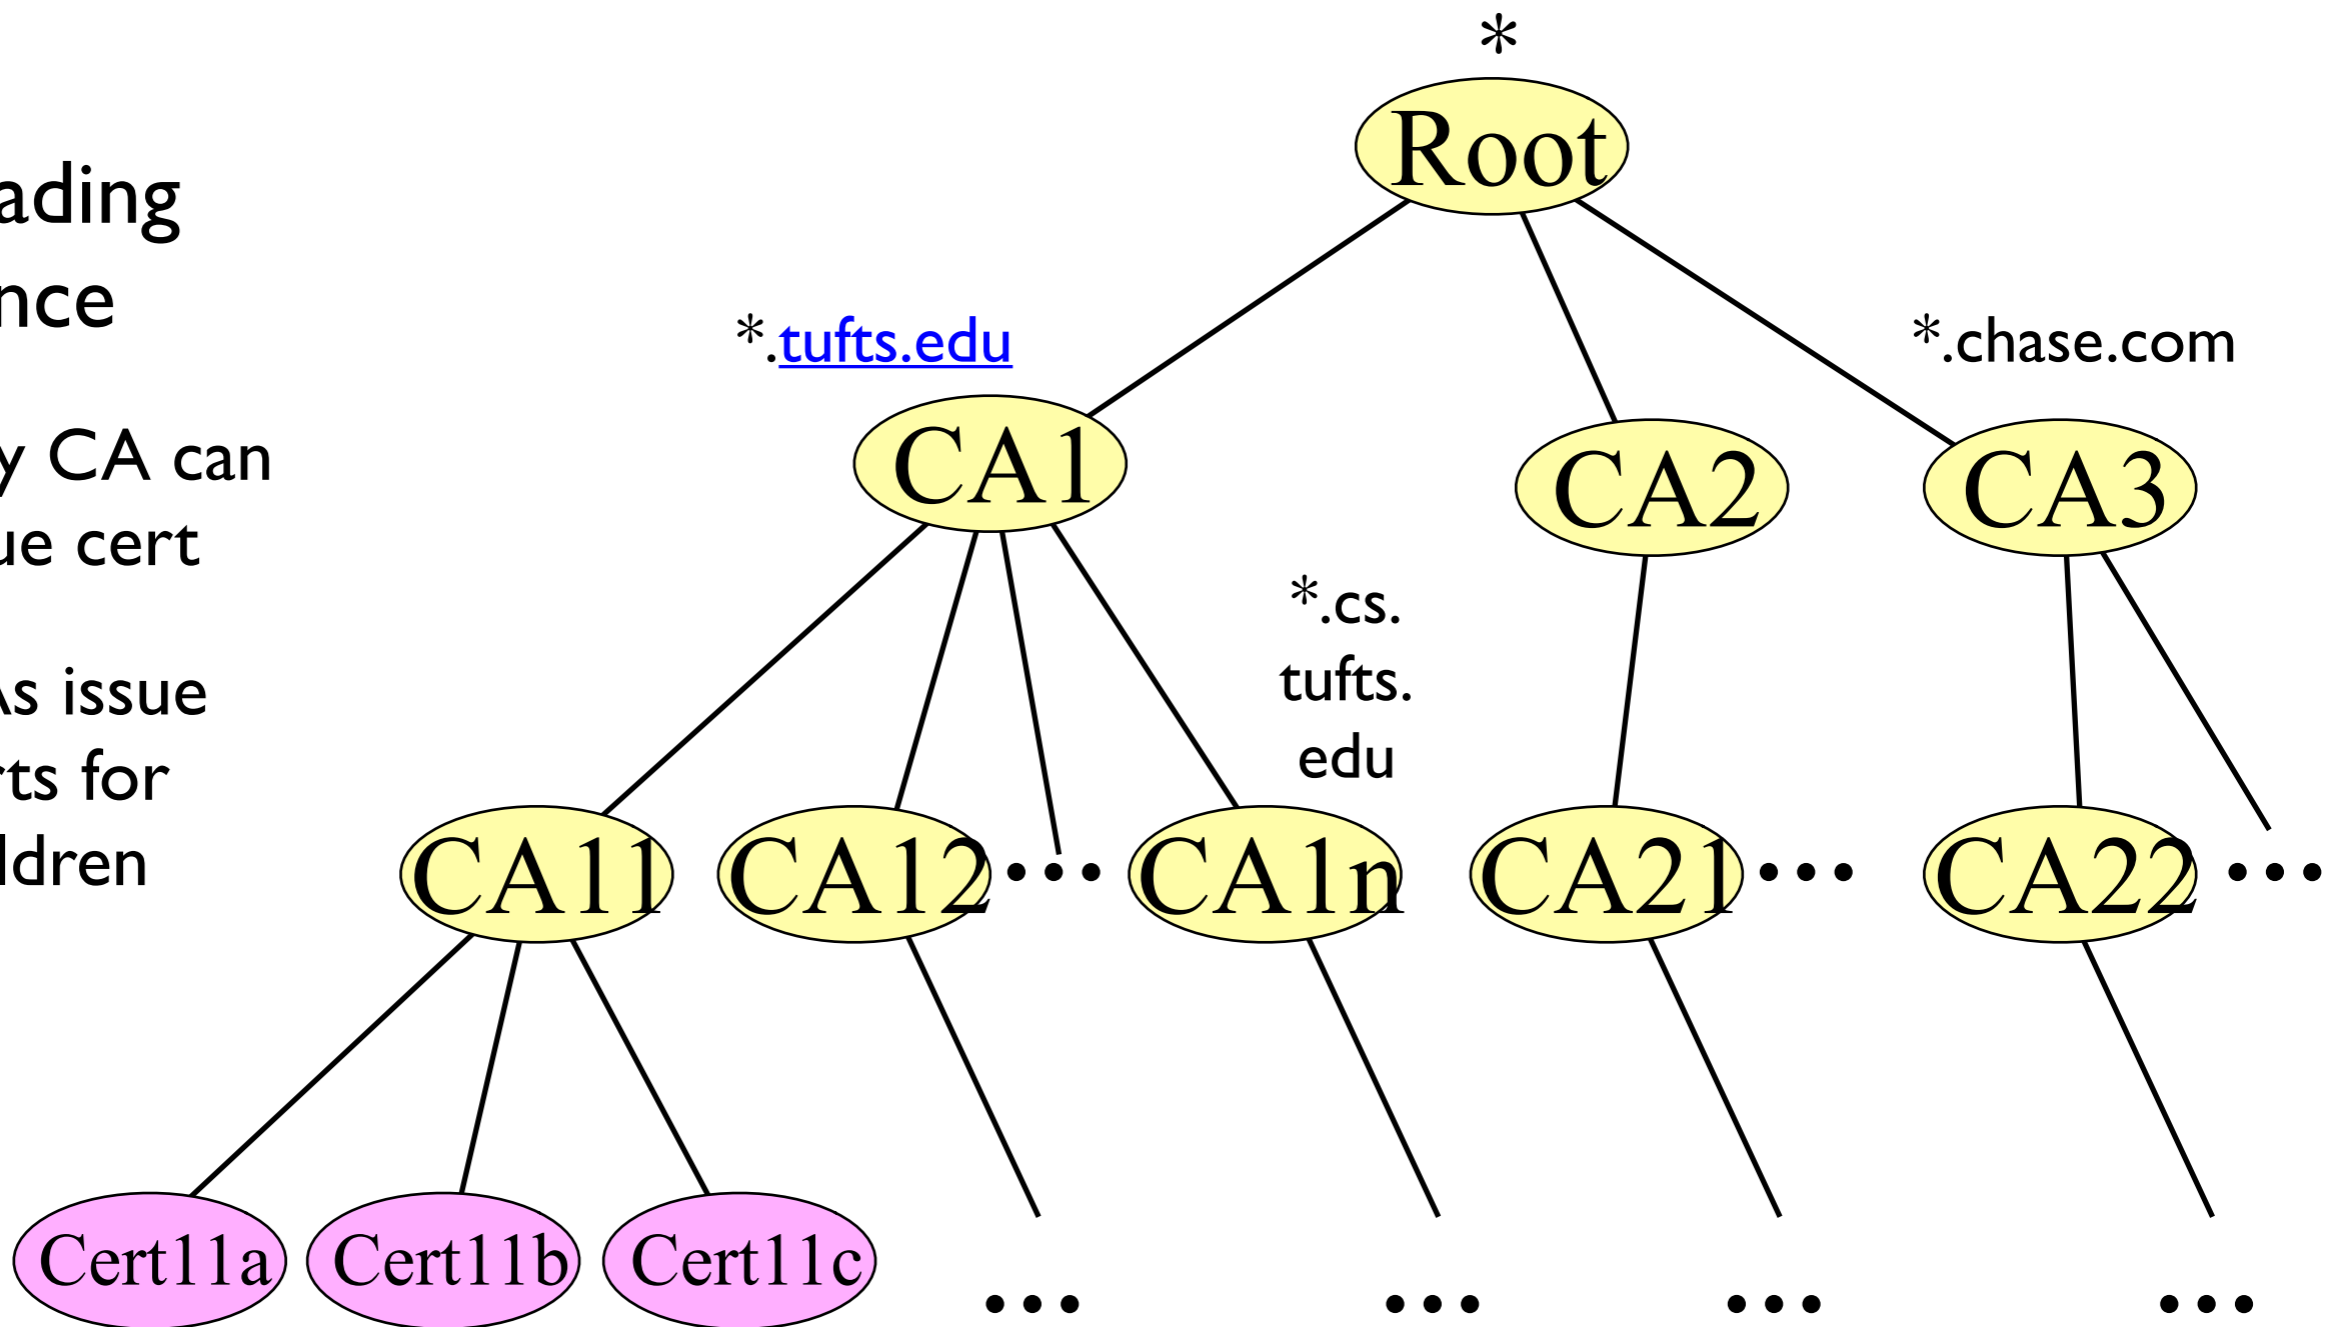 *
Root
ading
nce
*.tufts.edu
*.chase.com
CA1
CA2
CA3
y CA can
ue cert
*.cs.
tufts.
edu
As issue
rts for
ldren
CA11
CA12
...
CA1n
CA21
...
CA22
...
Cert11a
Cert11b
Cert11c
...
...
...
...